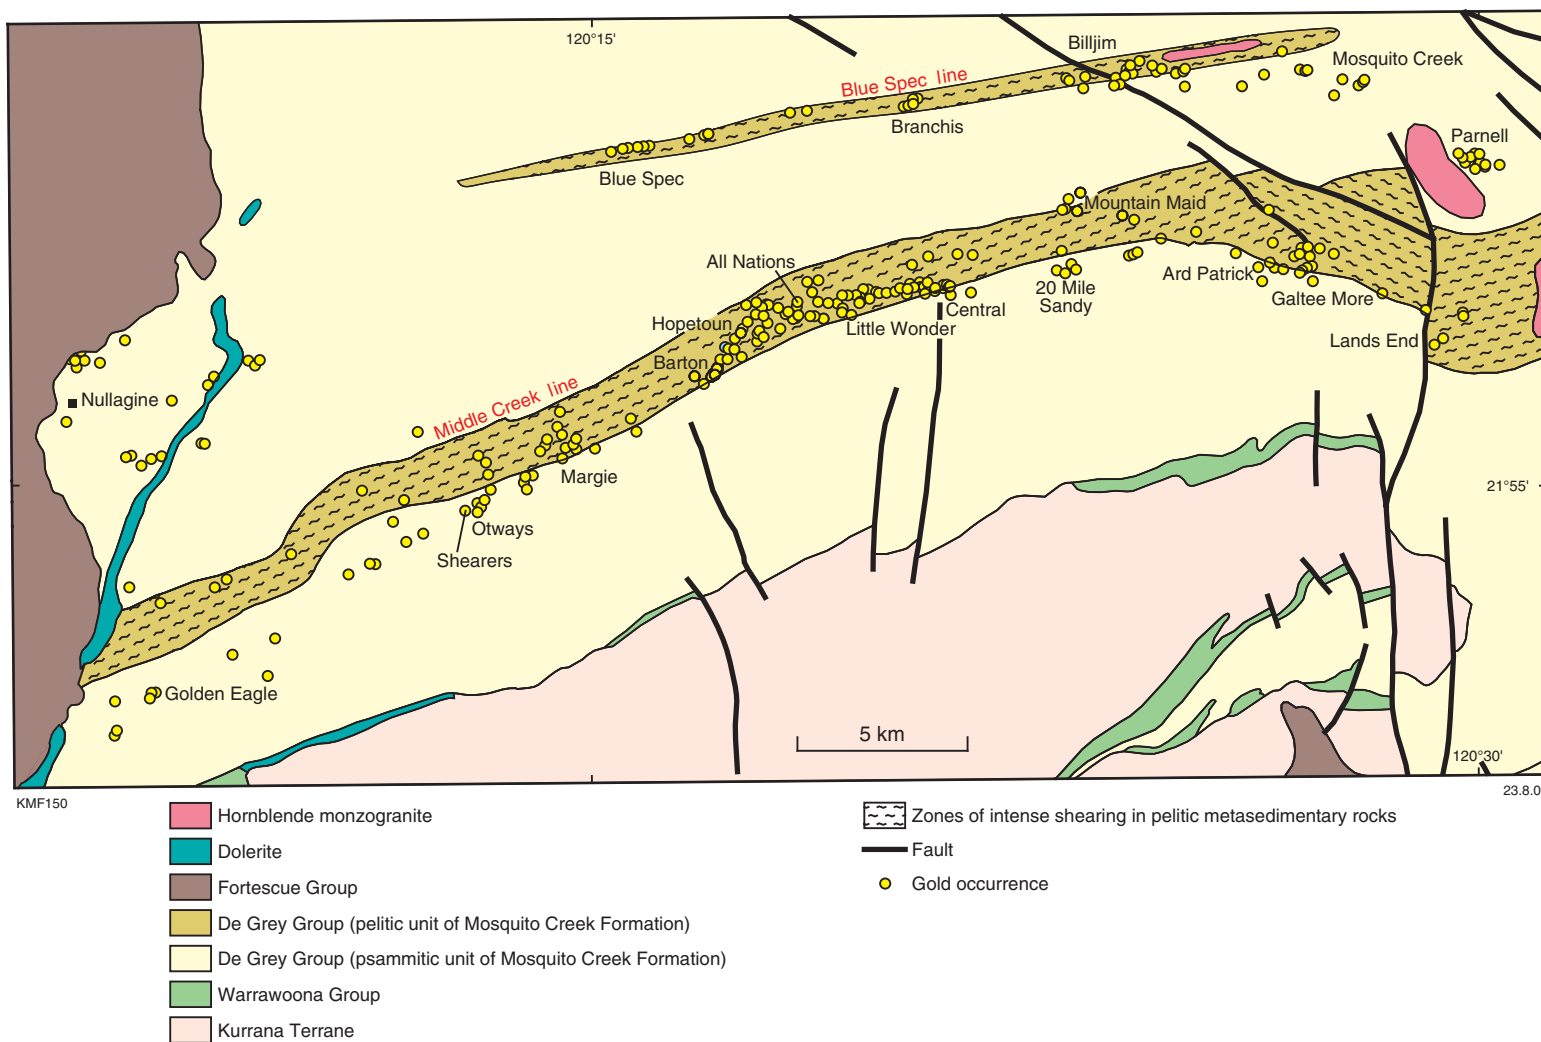 120°15'
Billjim
Mosquito Creek
Blue Spec line
Branchis
Parnell
Blue Spec
Mountain Maid
All Nations
Ard Patrick
20 Mile
Sandy
Galtee More
Central
Hopetoun
Little Wonder
Lands End
Barton
Nullagine
Middle Creek line
Margie
21°55'
Otways
Shearers
Golden Eagle
5 km
120°30'
KMF150
23.8.0
Hornblende monzogranite
Dolerite
Fortescue Group
De Grey Group (pelitic unit of Mosquito Creek Formation)
De Grey Group (psammitic unit of Mosquito Creek Formation)
Warrawoona Group
Kurrana Terrane
Zones of intense shearing in pelitic metasedimentary rocks
Fault
Gold occurrence